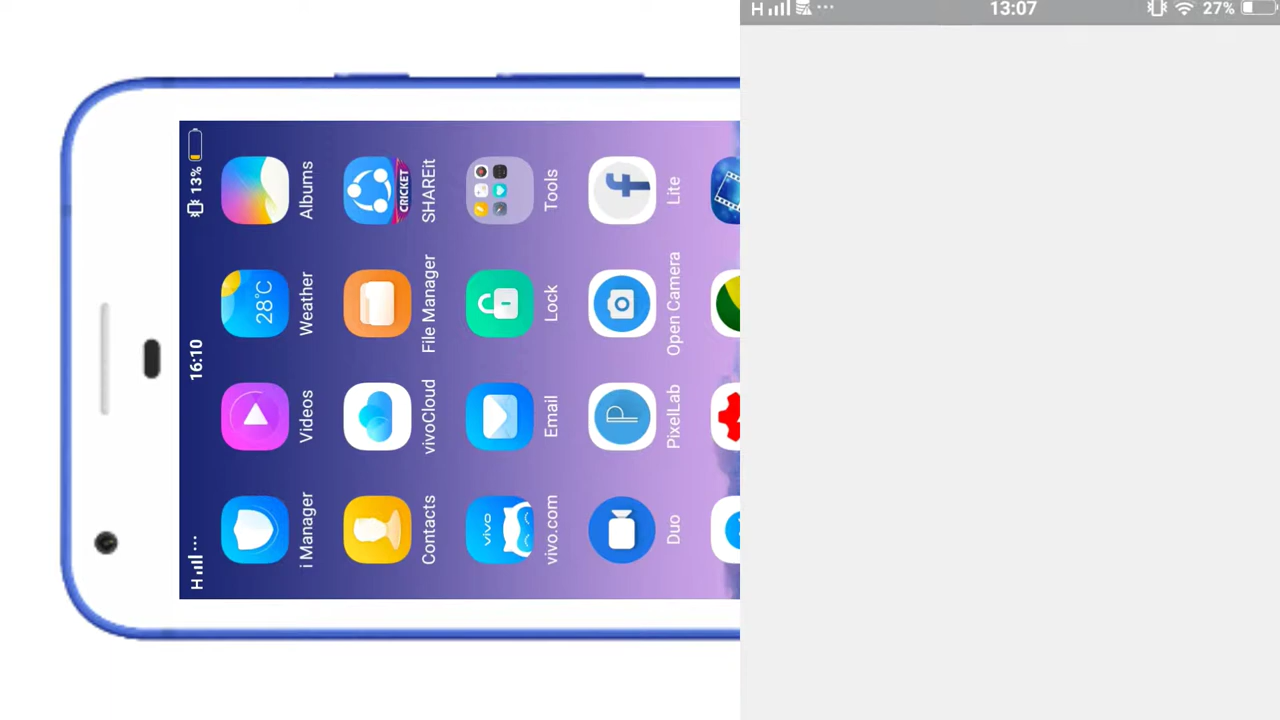 H ... 16:10 13%
i Manager Videos Weather Albums
28°C
Contacts vivoCloud File Manager SHAREit
CRICKET
vivo.com Email Lock Tools
vivo
Duo PixelLab Open Camera Lite
H ... 13:07 27%